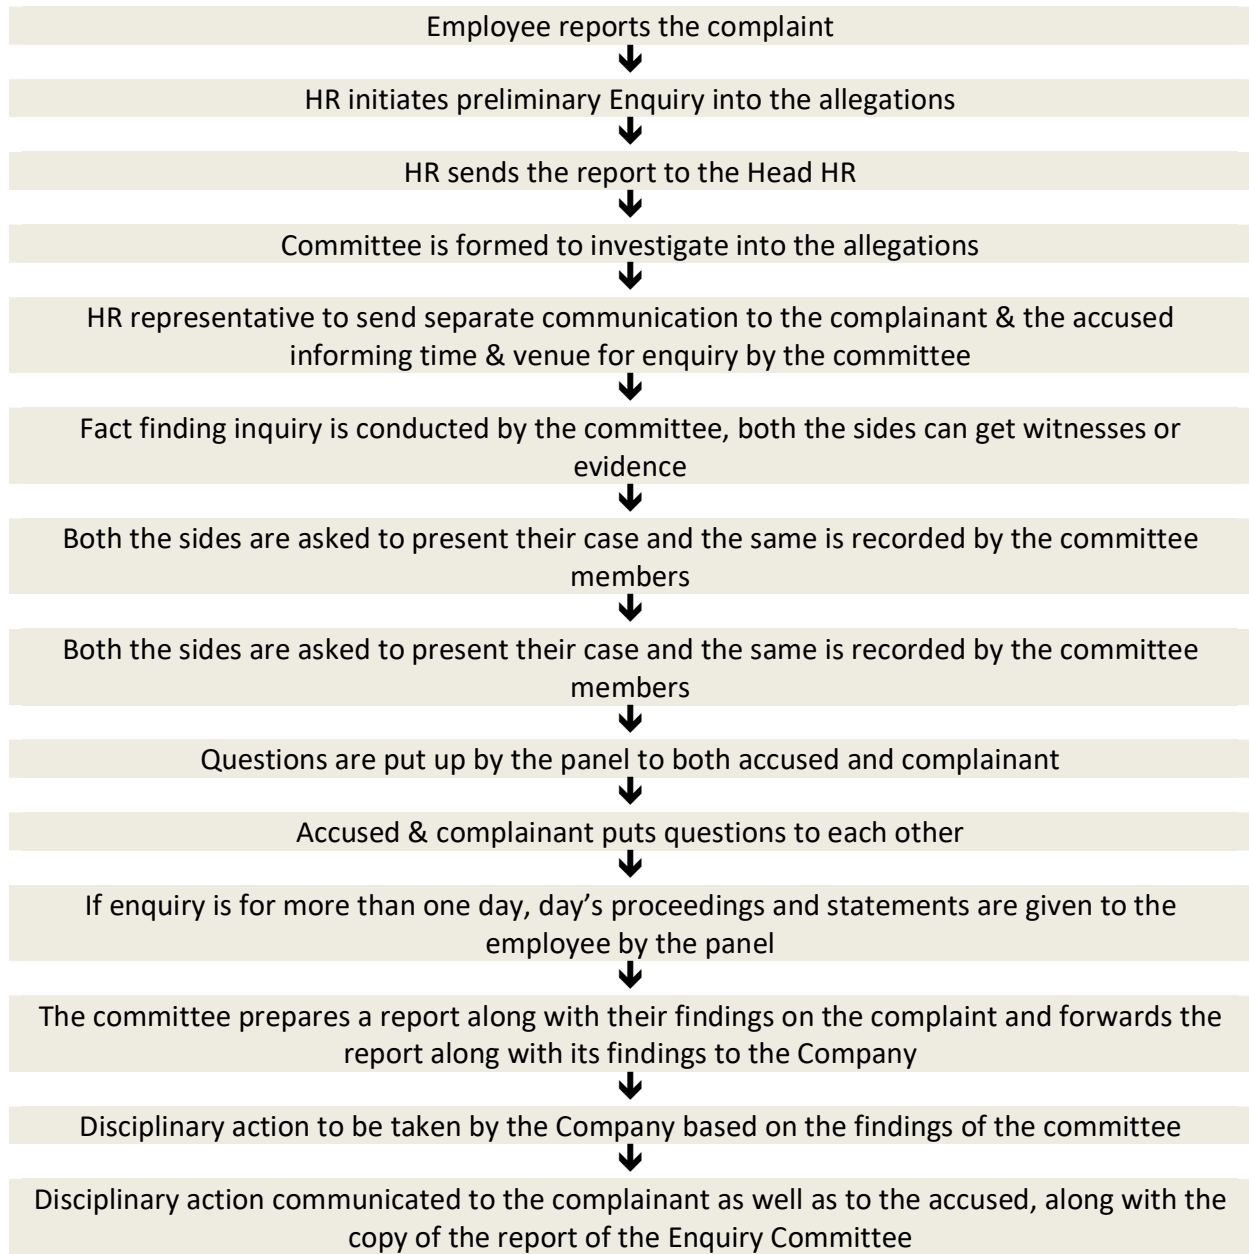 Employee reports the complaint
HR initiates preliminary Enquiry into the allegations
HR sends the report to the Head HR
Committee is formed to investigate into the allegations
HR representative to send separate communication to the complainant & the accused
informing time & venue for enquiry by the committee
Fact finding inquiry is conducted by the committee, both the sides can get witnesses or
evidence
Both the sides are asked to present their case and the same is recorded by the committee
members
Both the sides are asked to present their case and the same is recorded by the committee
members
Questions are put up by the panel to both accused and complainant
Accused & complainant puts questions to each other
If enquiry is for more than one day, day’s proceedings and statements are given to the
employee by the panel
The committee prepares a report along with their findings on the complaint and forwards the
report along with its findings to the Company
Disciplinary action to be taken by the Company based on the findings of the committee
Disciplinary action communicated to the complainant as well as to the accused, along with the
copy of the report of the Enquiry Committee